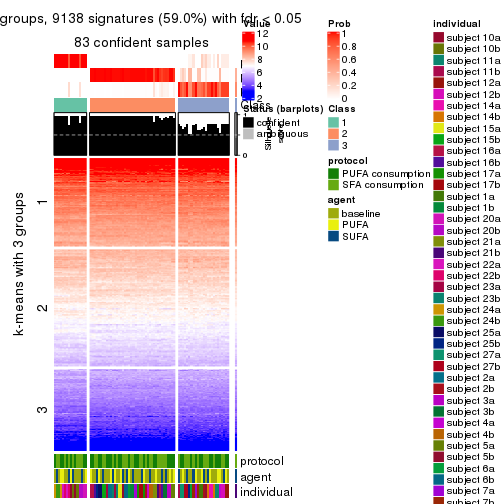 groups, 9138 signatures (59.0%) with fdr < 0.05
83 confident samples
k-means with 3 groups
1
2
3
Class
1
0
protocol
agent
individual
Value
12
10
8
6
4
2
Status (barplots)
confident
ambiguous
Prob
1
0.8
0.6
0.4
0.2
0
Class
1
2
3
protocol
PUFA consumption
SFA consumption
agent
baseline
PUFA
SUFA
individual
subject 10a
subject 10b
subject 11a
subject 11b
subject 12a
subject 12b
subject 14a
subject 14b
subject 15a
subject 15b
subject 16a
subject 16b
subject 17a
subject 17b
subject 1a
subject 1b
subject 20a
subject 20b
subject 21a
subject 21b
subject 22a
subject 22b
subject 23a
subject 23b
subject 24a
subject 24b
subject 25a
subject 25b
subject 27a
subject 27b
subject 2a
subject 2b
subject 3a
subject 3b
subject 4a
subject 4b
subject 5a
subject 5b
subject 6a
subject 6b
subject 7a
subject 7b